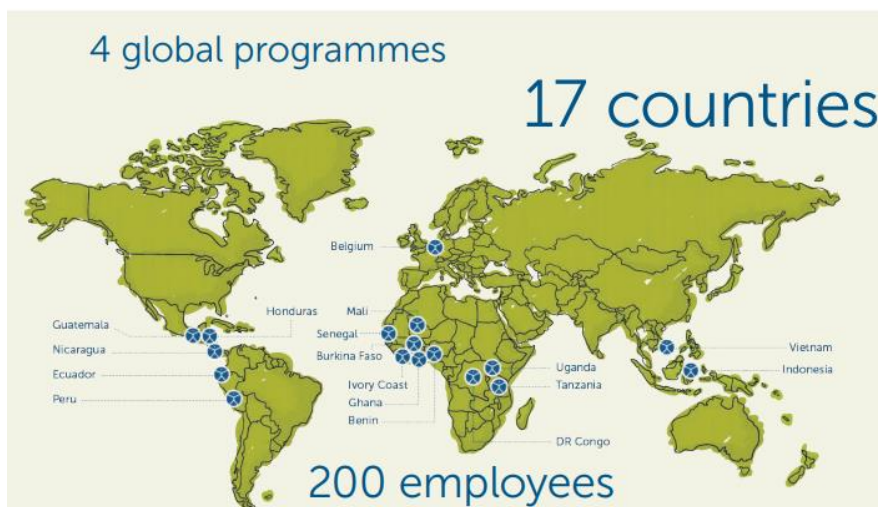 4 global programmes
17 countries
Belgium
Guatemala
Honduras
Nicaragua
Ecuador
Peru
Mali
Senegal
Burkina Faso
Ivory Coast
Ghana
Benin
Uganda
Tanzania
DR Congo
Vietnam
Indonesia
200 employees